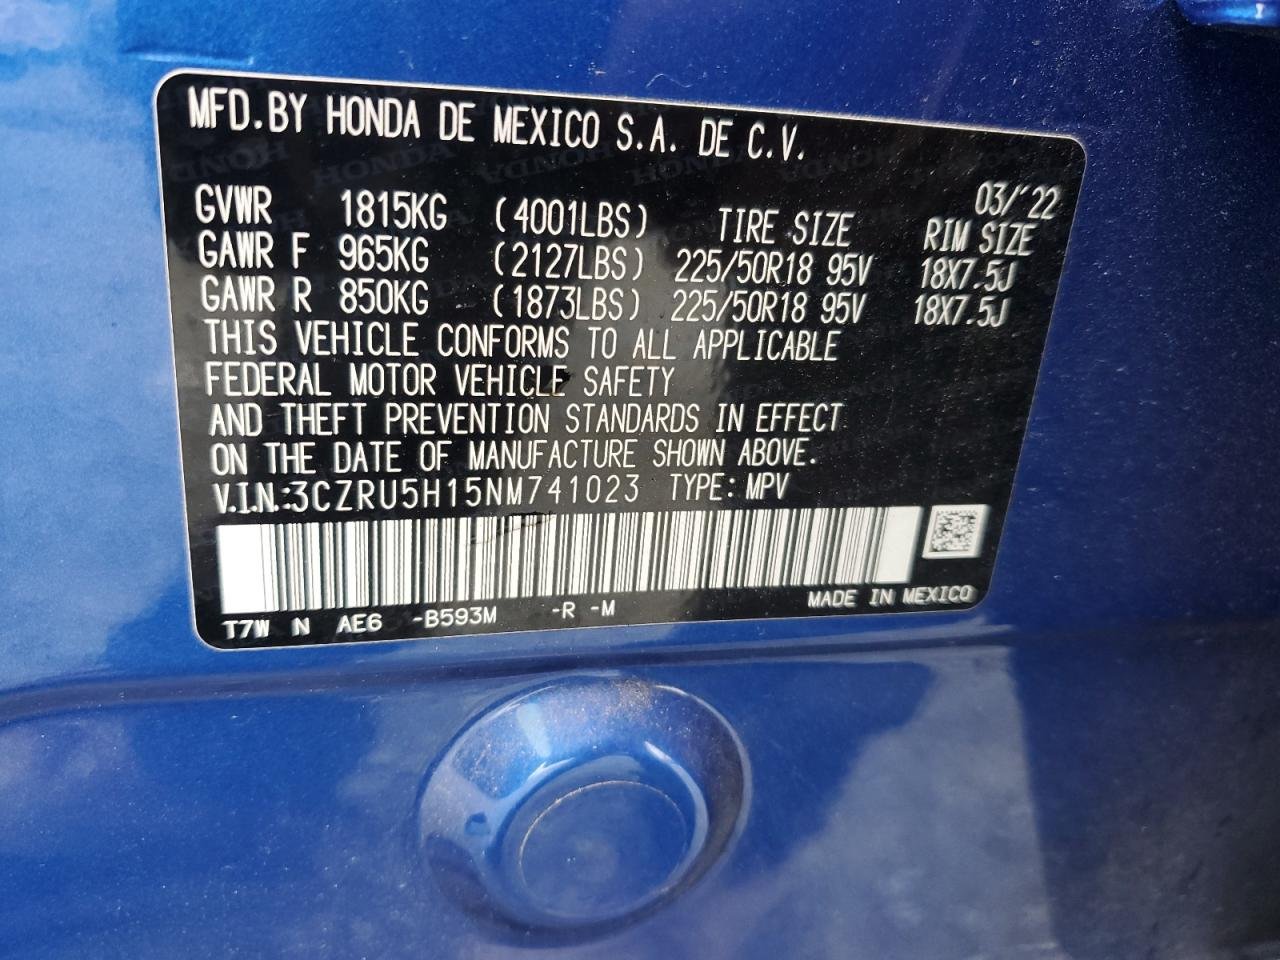 MFD.BY HONDA DE MEXICO S.A. DE C.V.
03/'22
GVWR 1815KG (4001LBS) TIRE SIZE RIM SIZE
GAWR F 965KG (2127LBS) 225/50R18 95V 18X7.5J
GAWR R 850KG (1873LBS) 225/50R18 95V 18X7.5J
THIS VEHICLE CONFORMS TO ALL APPLICABLE
FEDERAL MOTOR VEHICLE SAFETY
AND THEFT PREVENTION STANDARDS IN EFFECT
ON THE DATE OF MANUFACTURE SHOWN ABOVE.
V.I.N.:3CZRU5H15NM741023 TYPE: MPV
MADE IN MEXICO
T7W N AE6 -B593M -R -M